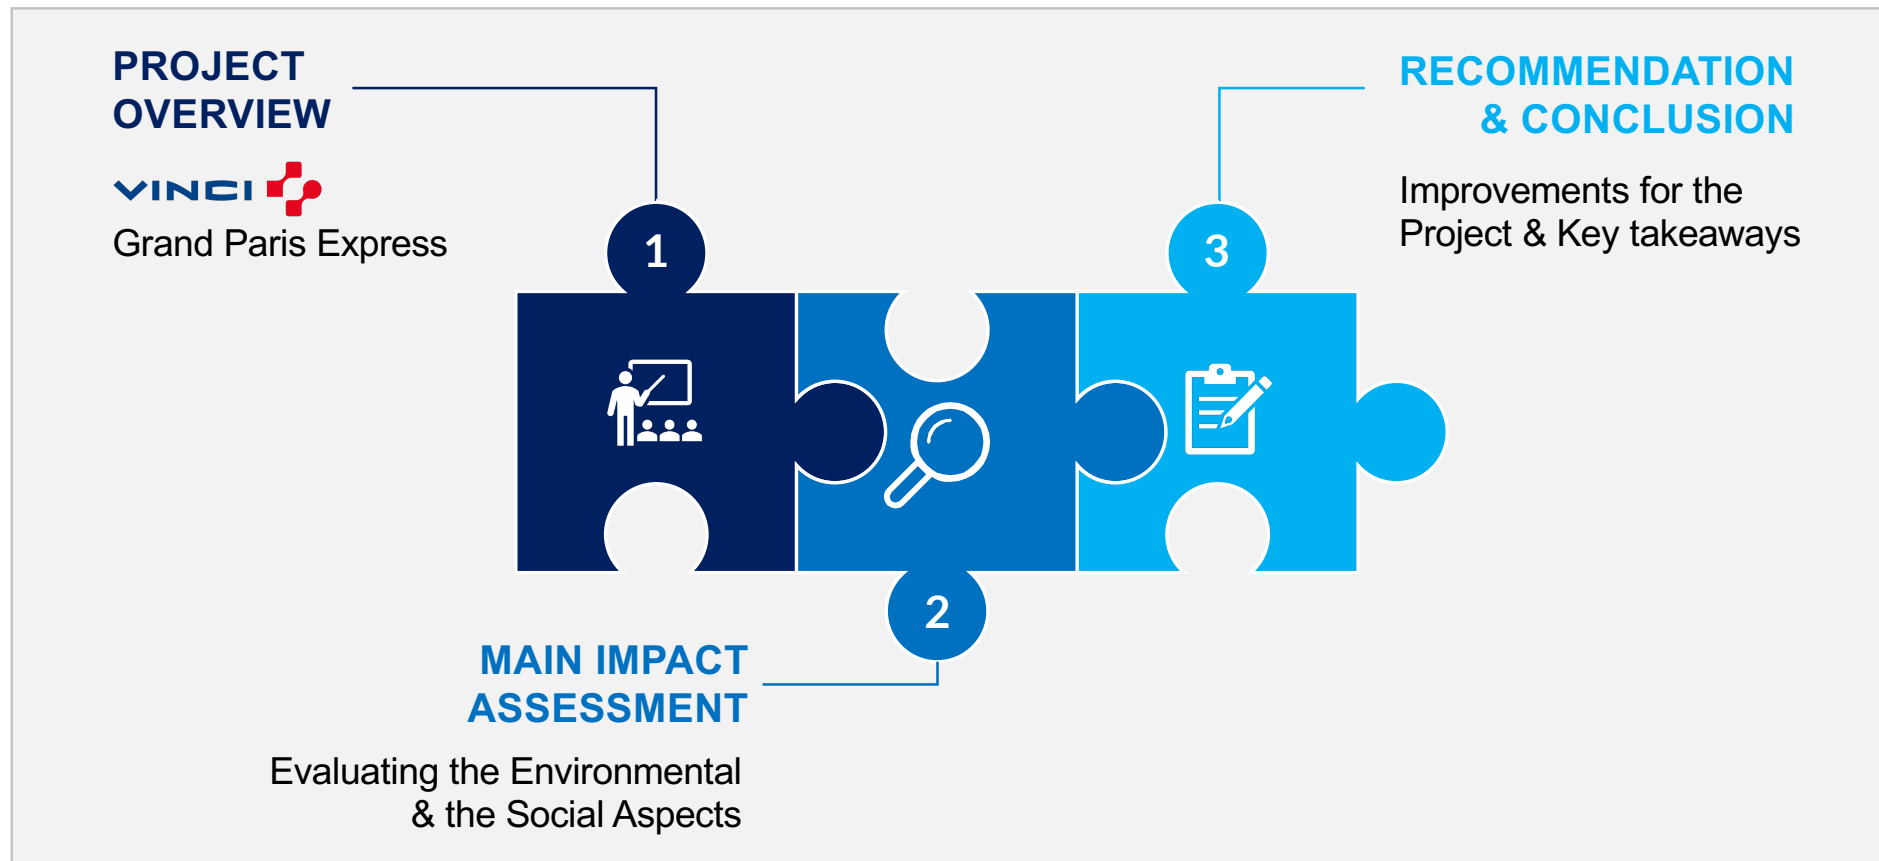 PROJECT
OVERVIEW
VINCI
Grand Paris Express
1
2
MAIN IMPACT
ASSESSMENT
Evaluating the Environmental
& the Social Aspects
3
RECOMMENDATION
& CONCLUSION
Improvements for the
Project & Key takeaways